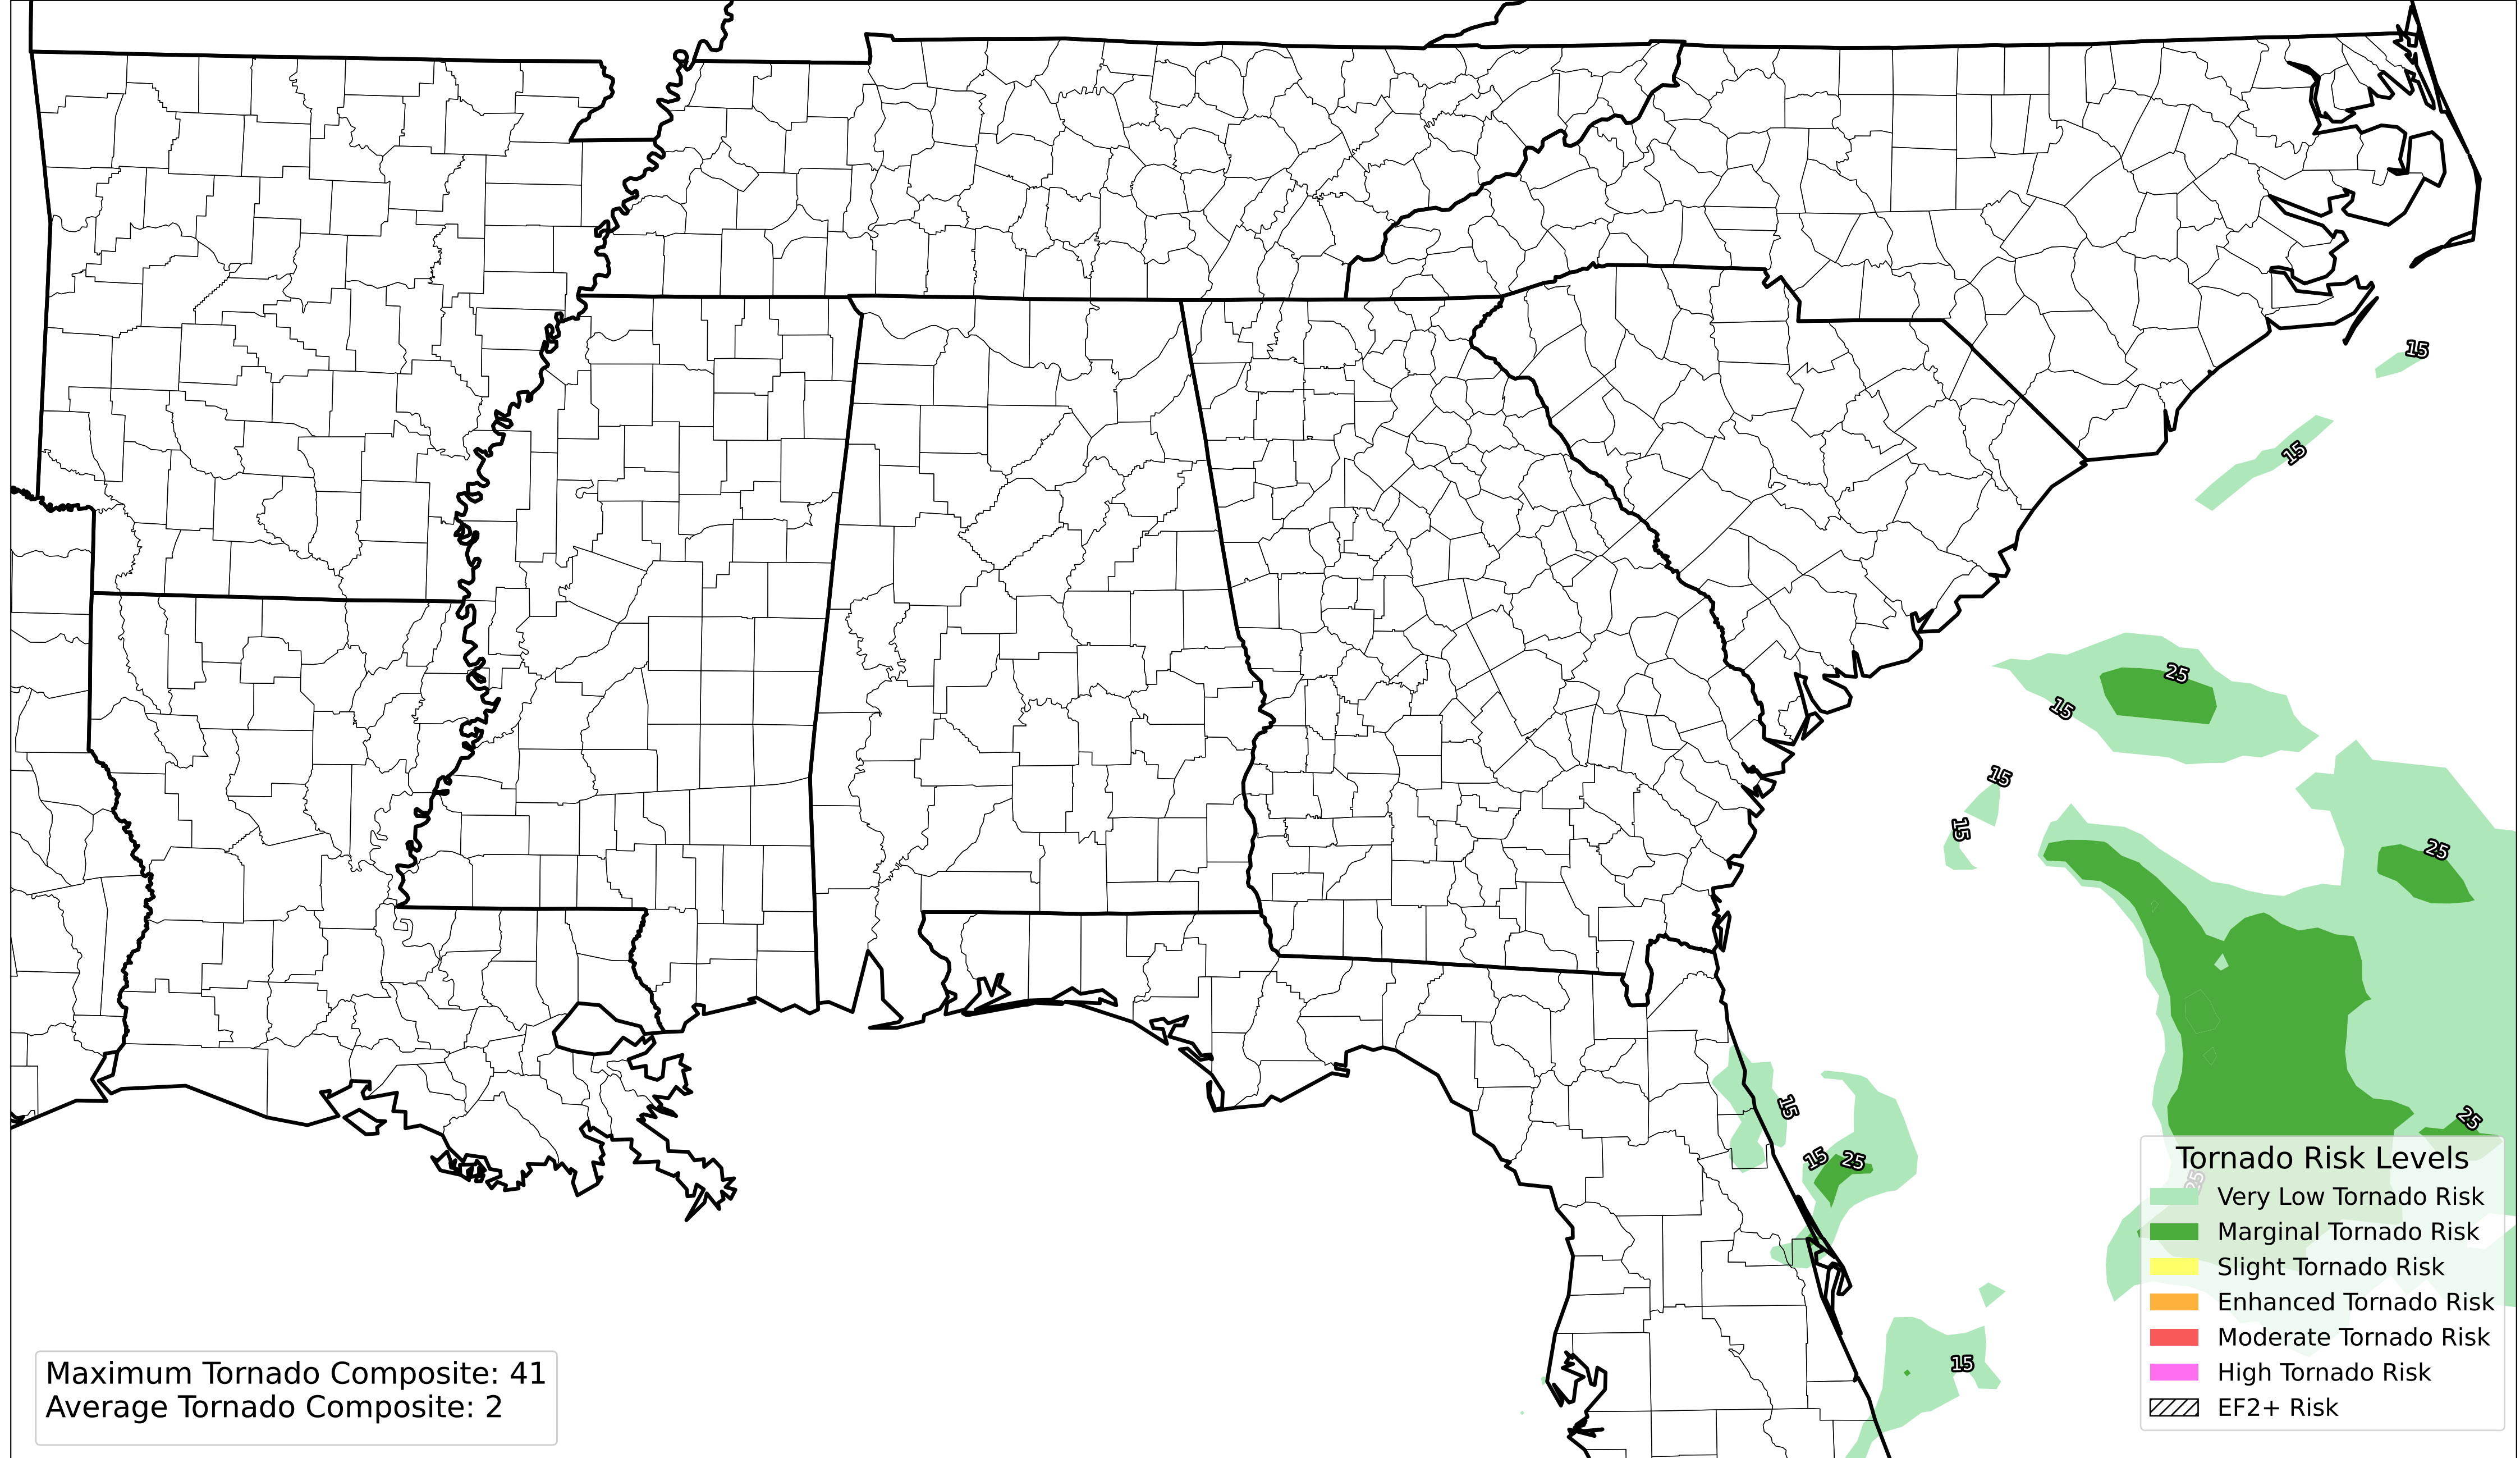 15
15
25
15
15
15
25
15
15
25
25
25
15
Tornado Risk Levels
Very Low Tornado Risk
Marginal Tornado Risk
Slight Tornado Risk
Enhanced Tornado Risk
Moderate Tornado Risk
High Tornado Risk
EF2+ Risk
Maximum Tornado Composite: 41
Average Tornado Composite: 2